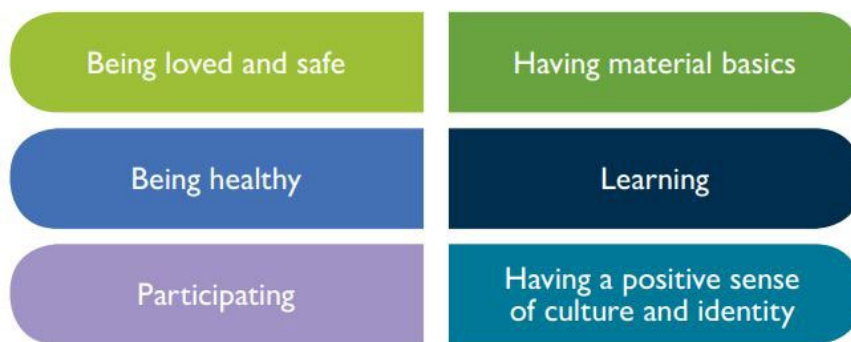 Being loved and safe
Having material basics
Being healthy
Learning
Participating
Having a positive sense
of culture and identity